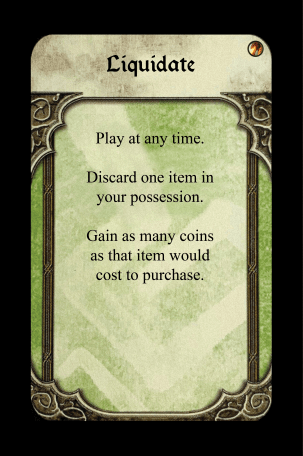 Liquidate
Play at any time.
Discard one item in
your possession.
Gain as many coins
as that item would
cost to purchase.